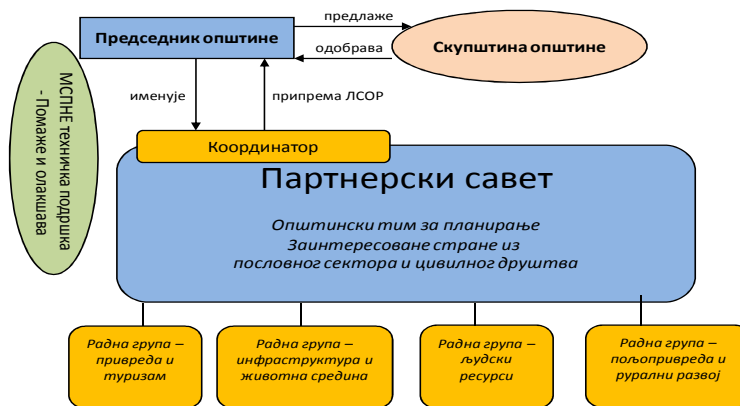 предлаже
Председник општине
Скупштина општине
одобрава
МСПНЕ техничка подршка
- Помаже и олакшава
именује
припрема ЛСОР
Координатор
Партнерски савет
Општински тим за планирање
Заинтересоване стране из
пословног сектора и цивилног друштва
Радна група –
привреда и
туризам
Радна група –
инфраструктура и
животна средина
Радна група –
људски
ресурси
Радна група –
пољопривреда и
рурални развој